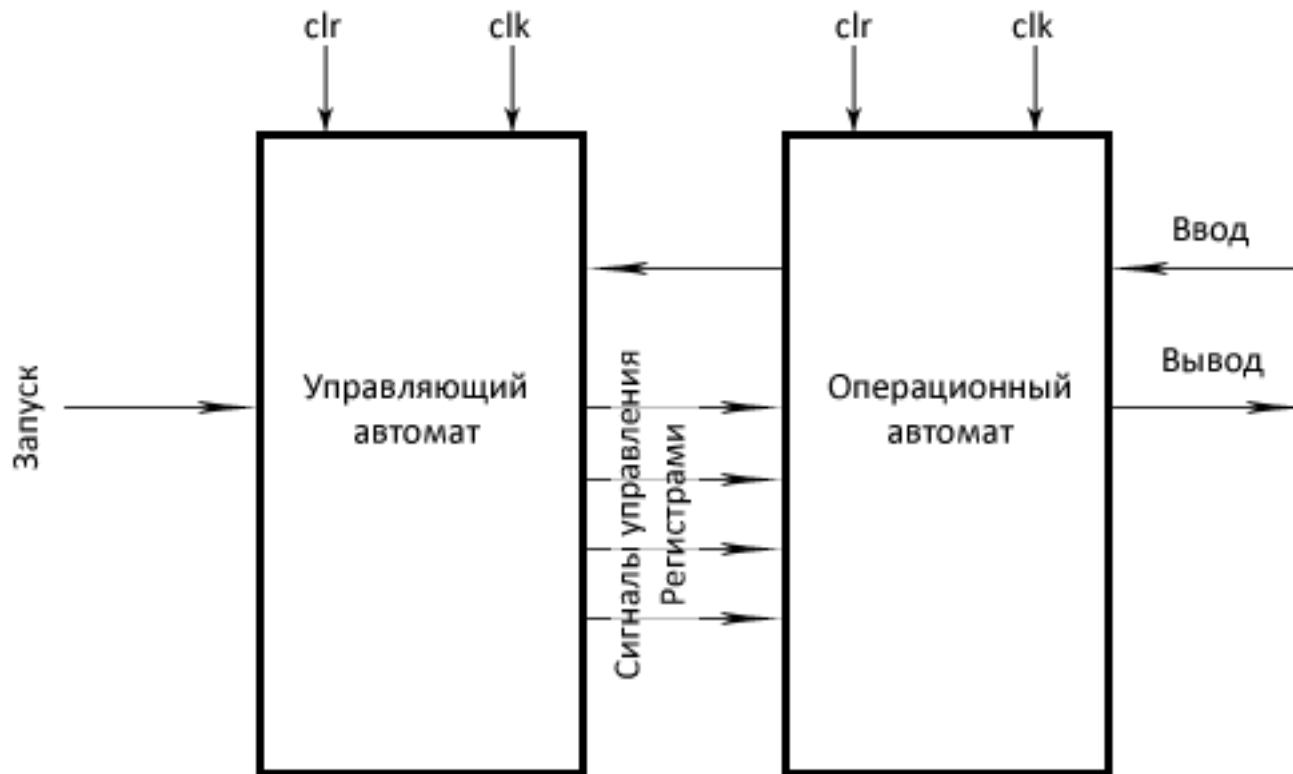 clr
clk
clr
clk
Ввод
Вывод
Запуск
Управляющий
автомат
Сигналы управления
Регистрами
Операционный
автомат